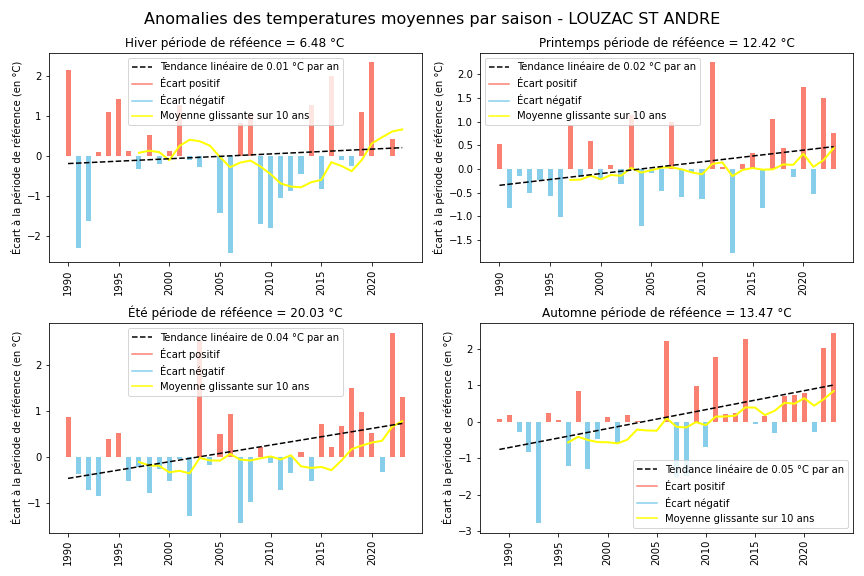 Anomalies des temperatures moyennes par saison - LOUZAC ST ANDRE
Hiver période de réféence = 6.48 °C
Écart à la période de référence (en °C)
2
1
0
−1
−2
Tendance linéaire de 0.01 °C par an
Écart positif
Écart négatif
Moyenne glissante sur 10 ans
1990
1995
2000
2005
2010
2015
2020
Printemps période de réféence = 12.42 °C
Écart à la période de référence (en °C)
2.0
1.5
1.0
0.5
0.0
−0.5
−1.0
−1.5
Tendance linéaire de 0.02 °C par an
Écart positif
Écart négatif
Moyenne glissante sur 10 ans
1990
1995
2000
2005
2010
2015
2020
Été période de réféence = 20.03 °C
Écart à la période de référence (en °C)
2
1
0
−1
Tendance linéaire de 0.04 °C par an
Écart positif
Écart négatif
Moyenne glissante sur 10 ans
1990
1995
2000
2005
2010
2015
2020
Automne période de réféence = 13.47 °C
Écart à la période de référence (en °C)
2
1
0
−1
−2
−3
Tendance linéaire de 0.05 °C par an
Écart positif
Écart négatif
Moyenne glissante sur 10 ans
1990
1995
2000
2005
2010
2015
2020